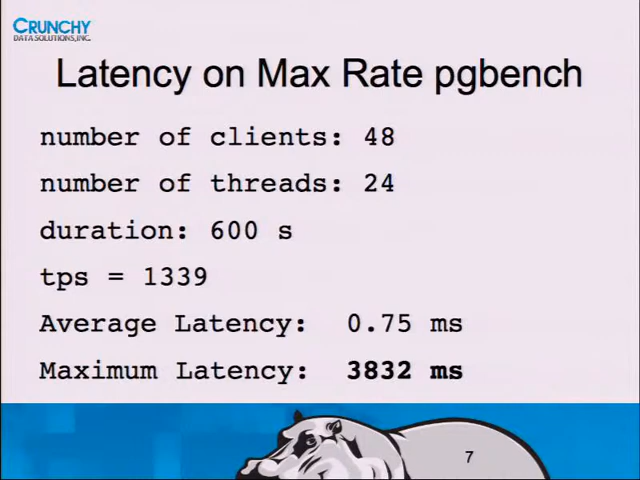 CRUNCHY
DATA SOLUTIONS, INC.
Latency on Max Rate pgbench
number of clients: 48
number of threads: 24
duration: 600 s
tps = 1339
Average Latency: 0.75 ms
Maximum Latency: 3832 ms
7